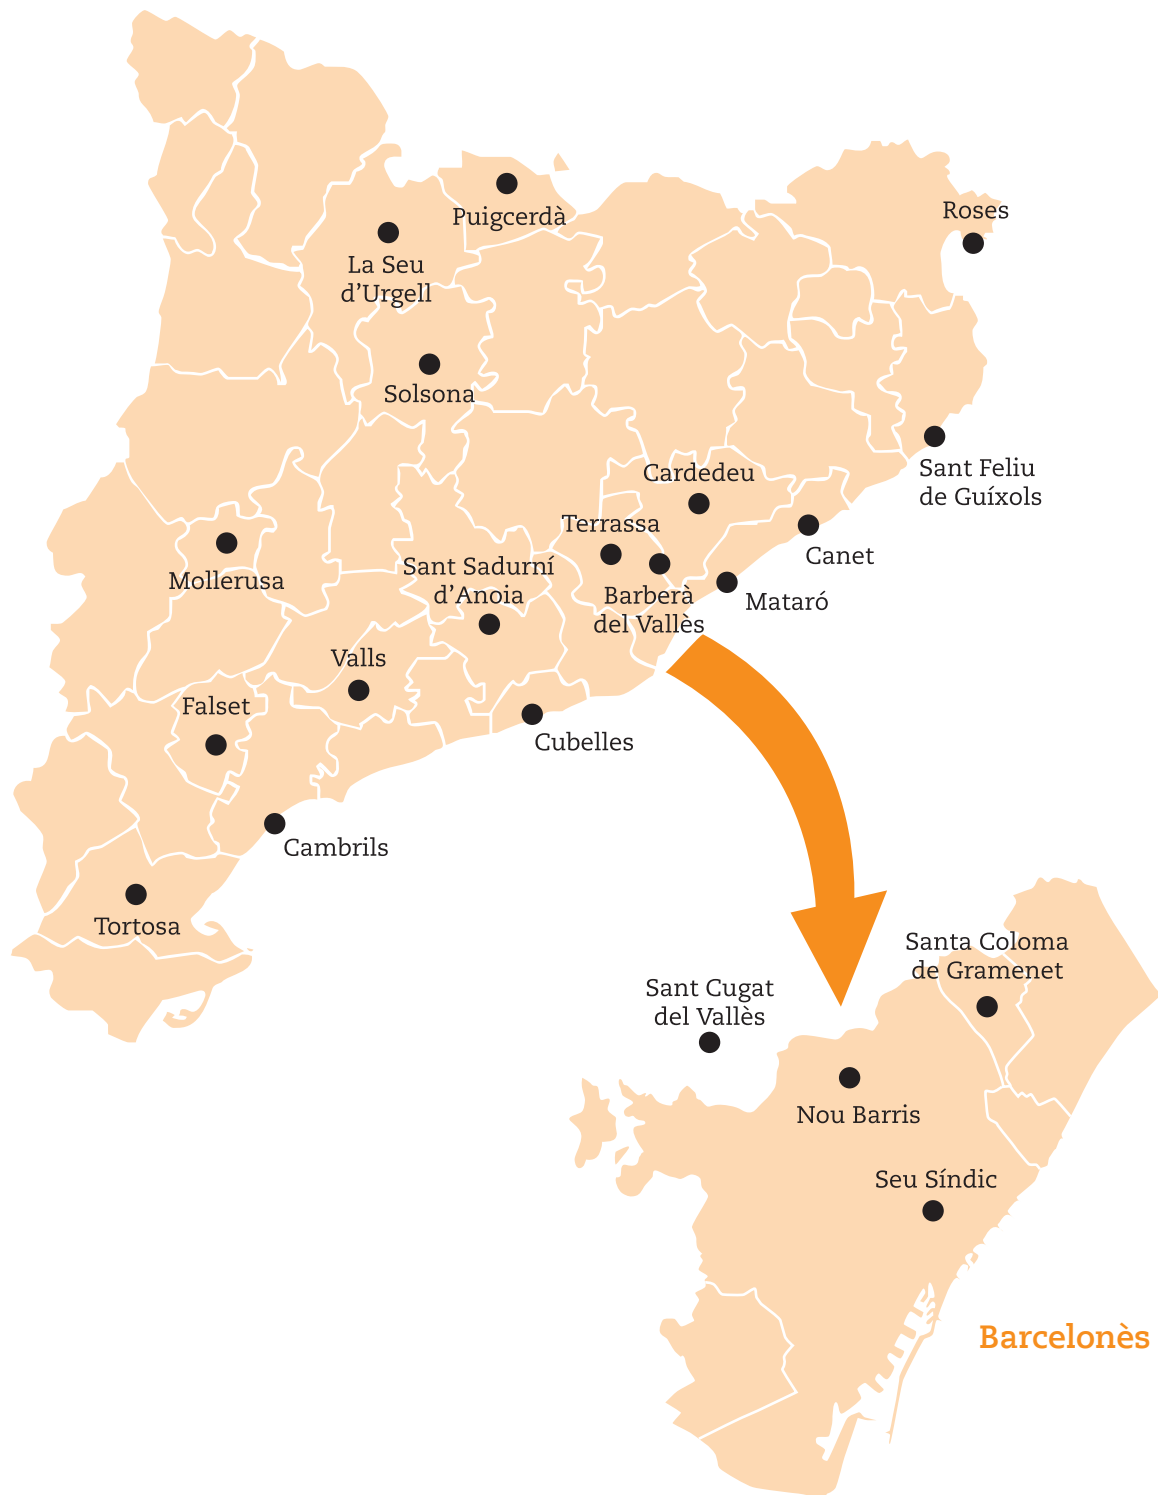 Roses
Puigcerdà
La Seu
d’Urgell
Solsona
Sant Feliu
de Guíxols
Cardedeu
Terrassa
Canet
Sant Sadurní
d’Anoia
Mollerusa
Barberà
del Vallès
Mataró
Valls
Falset
Cubelles
Cambrils
Tortosa
Santa Coloma
de Gramenet
Sant Cugat
del Vallès
Nou Barris
Seu Síndic
Barcelonès